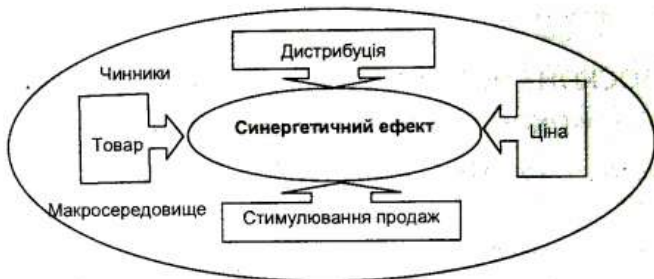 Дистрибуція
Чинники
Товар
Синергетичний ефект
Ціна
Макросередовище
Стимулювання продаж